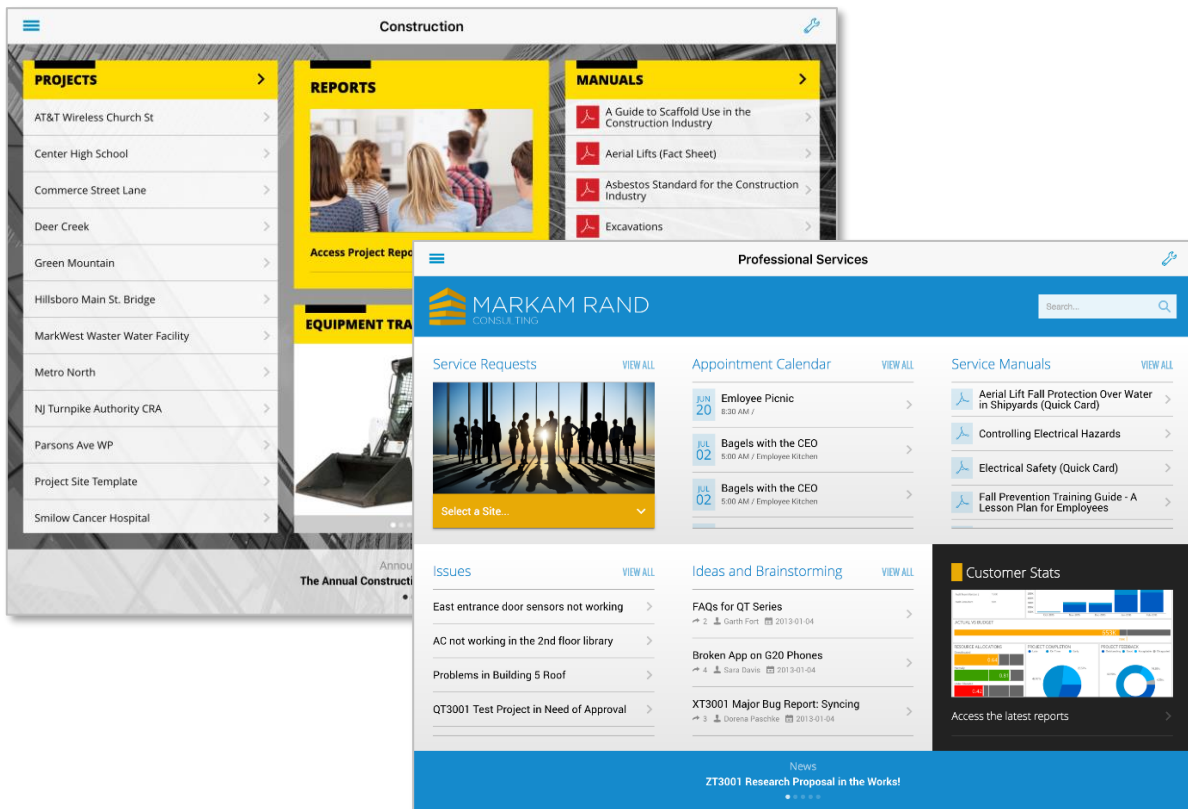 Construction
PROJECTS
AT&T Wireless Church St
Center High School
Commerce Street Lane
Deer Creek
Green Mountain
Hillsboro Main St. Bridge
MarkWest Waster Water Facility
Metro North
NJ Turnpike Authority CRA
Parsons Ave WP
Project Site Template
Smilow Cancer Hospital
REPORTS
Access Project Repo
EQUIPMENT TRA
MANUALS
A Guide to Scaffold Use in the
Construction Industry
Aerial Lifts (Fact Sheet)
Asbestos Standard for the Construction
Industry
Excavations
Annou
The Annual Constructi
Professional Services
MARKAM RAND
CONSULTING
Search...
Service Requests
VIEW ALL
Select a Site...
Appointment Calendar
VIEW ALL
JUN
20
Emloyee Picnic
8:30 AM /
JUL
02
Bagels with the CEO
5:00 AM / Employee Kitchen
JUL
02
Bagels with the CEO
5:00 AM / Employee Kitchen
Service Manuals
VIEW ALL
Aerial Lift Fall Protection Over Water
in Shipyards (Quick Card)
Controlling Electrical Hazards
Electrical Safety (Quick Card)
Fall Prevention Training Guide - A
Lesson Plan for Employees
Issues
VIEW ALL
East entrance door sensors not working
AC not working in the 2nd floor library
Problems in Building 5 Roof
QT3001 Test Project in Need of Approval
Ideas and Brainstorming
VIEW ALL
FAQs for QT Series
2 Garth Fort 2013-01-04
Broken App on G20 Phones
4 Sara Davis 2013-01-04
XT3001 Major Bug Report: Syncing
3 Dorena Paschke 2013-01-04
Customer Stats
ACTUAL VS BUDGET
RESOURCE ALLOCATIONS
PROJECT COMPLETION
PROJECT FEEDBACK
Access the latest reports
News
ZT3001 Research Proposal in the Works!